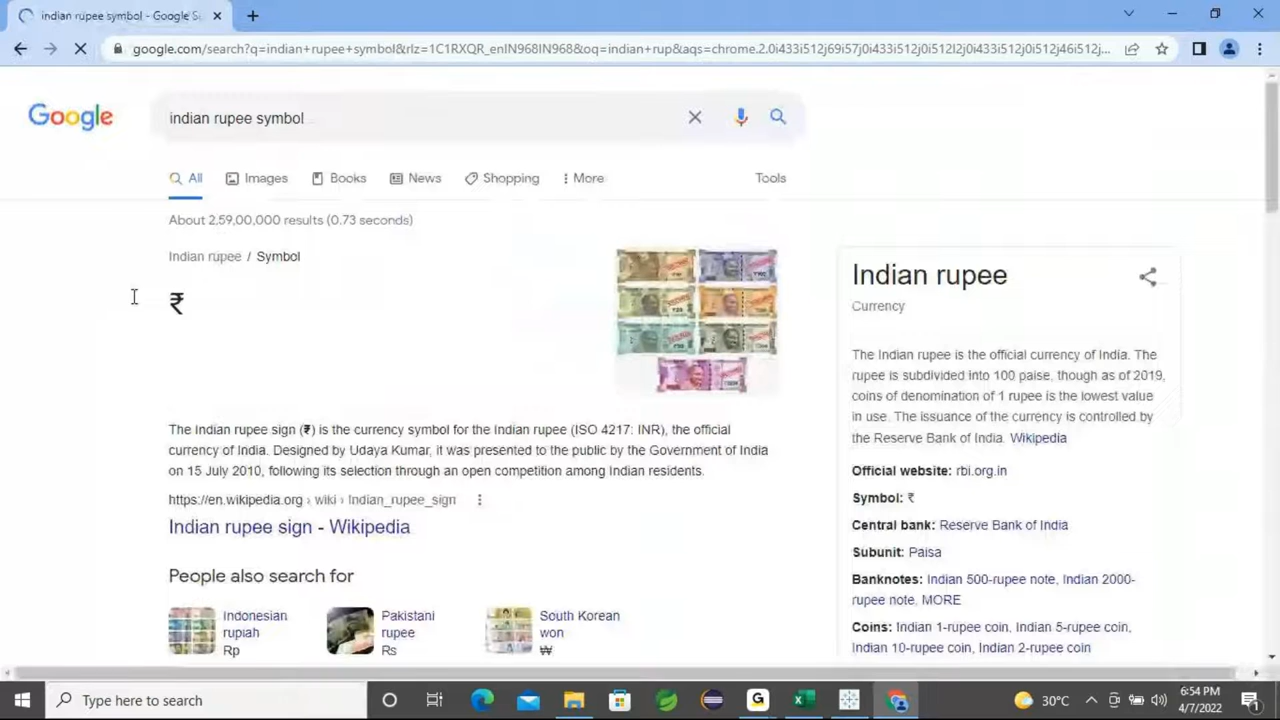 indian rupee symbol - Google Se
google.com/search?q=indian+rupee+symbol&rlz=1C1RXQR_enIN968IN968&oq=indian+rup&aqs=chrome.2.0i433i512j69i57j0i433i512j0i512l2j0i433i512j0i512j46i512j...
Google
indian rupee symbol
All Images Books News Shopping More Tools
About 2,59,00,000 results (0.73 seconds)
Indian rupee / Symbol
₹
The Indian rupee sign (₹) is the currency symbol for the Indian rupee (ISO 4217: INR), the official
currency of India. Designed by Udaya Kumar, it was presented to the public by the Government of India
on 15 July 2010, following its selection through an open competition among Indian residents.
https://en.wikipedia.org › wiki › Indian_rupee_sign
Indian rupee sign - Wikipedia
People also search for
Indonesian
rupiah
Rp
Pakistani
rupee
Rs
South Korean
won
₩
Indian rupee
Currency
The Indian rupee is the official currency of India. The
rupee is subdivided into 100 paise, though as of 2019,
coins of denomination of 1 rupee is the lowest value
in use. The issuance of the currency is controlled by
the Reserve Bank of India. Wikipedia
Official website: rbi.org.in
Symbol: ₹
Central bank: Reserve Bank of India
Subunit: Paisa
Banknotes: Indian 500-rupee note, Indian 2000-
rupee note, MORE
Coins: Indian 1-rupee coin, Indian 5-rupee coin,
Indian 10-rupee coin, Indian 2-rupee coin
Type here to search
30°C
6:54 PM
4/7/2022